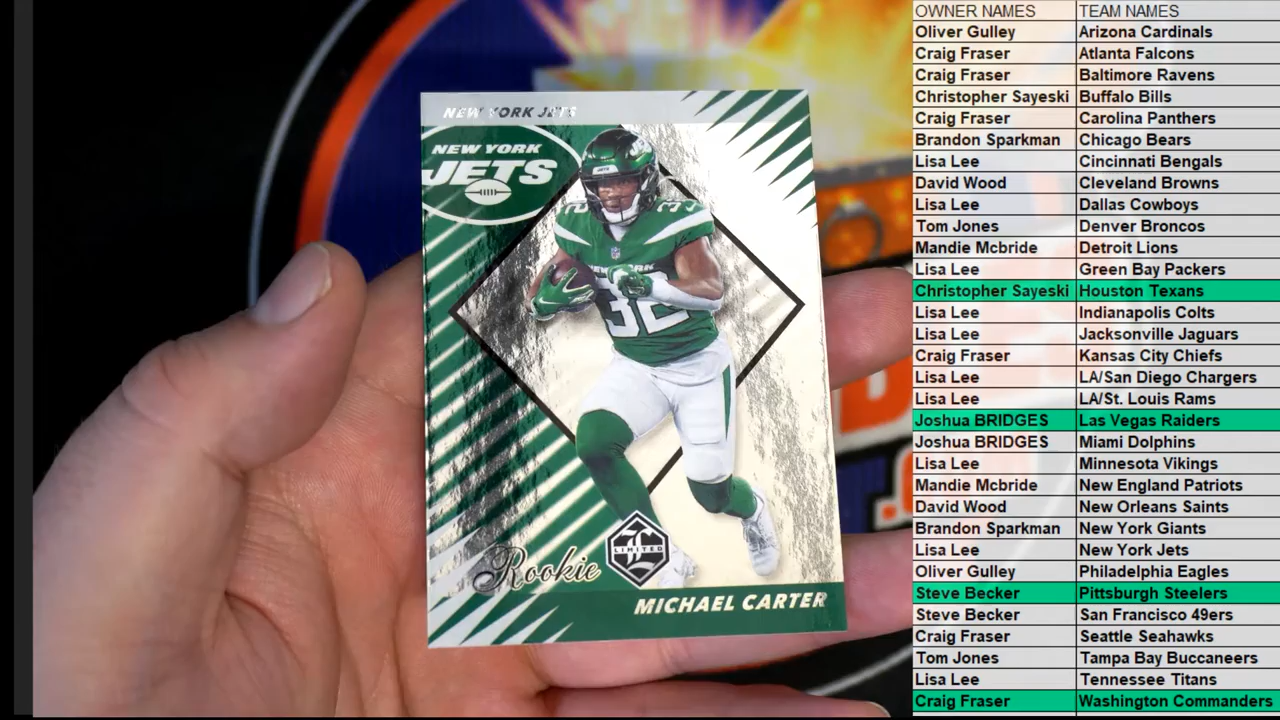 NEW YORK JETS
NEW YORK
JETS
JETS
32
NEW YORK
32
Rookie
LIMITED
MICHAEL CARTER
OWNER NAMES TEAM NAMES
Oliver Gulley Arizona Cardinals
Craig Fraser Atlanta Falcons
Craig Fraser Baltimore Ravens
Christopher Sayeski Buffalo Bills
Craig Fraser Carolina Panthers
Brandon Sparkman Chicago Bears
Lisa Lee Cincinnati Bengals
David Wood Cleveland Browns
Lisa Lee Dallas Cowboys
Tom Jones Denver Broncos
Mandie Mcbride Detroit Lions
Lisa Lee Green Bay Packers
Christopher Sayeski Houston Texans
Lisa Lee Indianapolis Colts
Lisa Lee Jacksonville Jaguars
Craig Fraser Kansas City Chiefs
Lisa Lee LA/San Diego Chargers
Lisa Lee LA/St. Louis Rams
Joshua BRIDGES Las Vegas Raiders
Joshua BRIDGES Miami Dolphins
Lisa Lee Minnesota Vikings
Mandie Mcbride New England Patriots
David Wood New Orleans Saints
Brandon Sparkman New York Giants
Lisa Lee New York Jets
Oliver Gulley Philadelphia Eagles
Steve Becker Pittsburgh Steelers
Steve Becker San Francisco 49ers
Craig Fraser Seattle Seahawks
Tom Jones Tampa Bay Buccaneers
Lisa Lee Tennessee Titans
Craig Fraser Washington Commanders